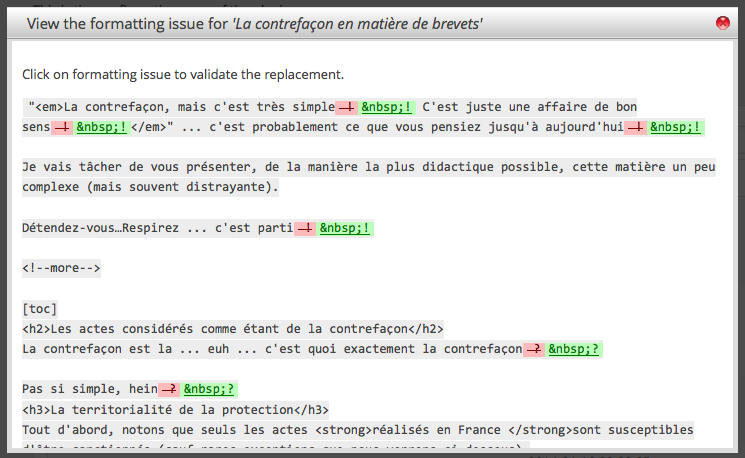 View the formatting issue for 'La contrefaçon en matière de brevets'
Click on formatting issue to validate the replacement.
"<em>La contrefaçon, mais c'est très simple ! &nbsp;! C'est juste une affaire de bon
sens ! &nbsp;!</em>" ... c'est probablement ce que vous pensiez jusqu'à aujourd'hui ! &nbsp;!
Je vais tâcher de vous présenter, de la manière la plus didactique possible, cette matière un peu
complexe (mais souvent distrayante).
Détendez-vous…Respirez ... c'est parti ! &nbsp;!
<!--more-->
[toc]
<h2>Les actes considérés comme étant de la contrefaçon</h2>
La contrefaçon est la ... euh ... c'est quoi exactement la contrefaçon ? &nbsp;?
Pas si simple, hein ? &nbsp;?
<h3>La territorialité de la protection</h3>
Tout d'abord, notons que seuls les actes <strong>réalisés en France </strong>sont susceptibles